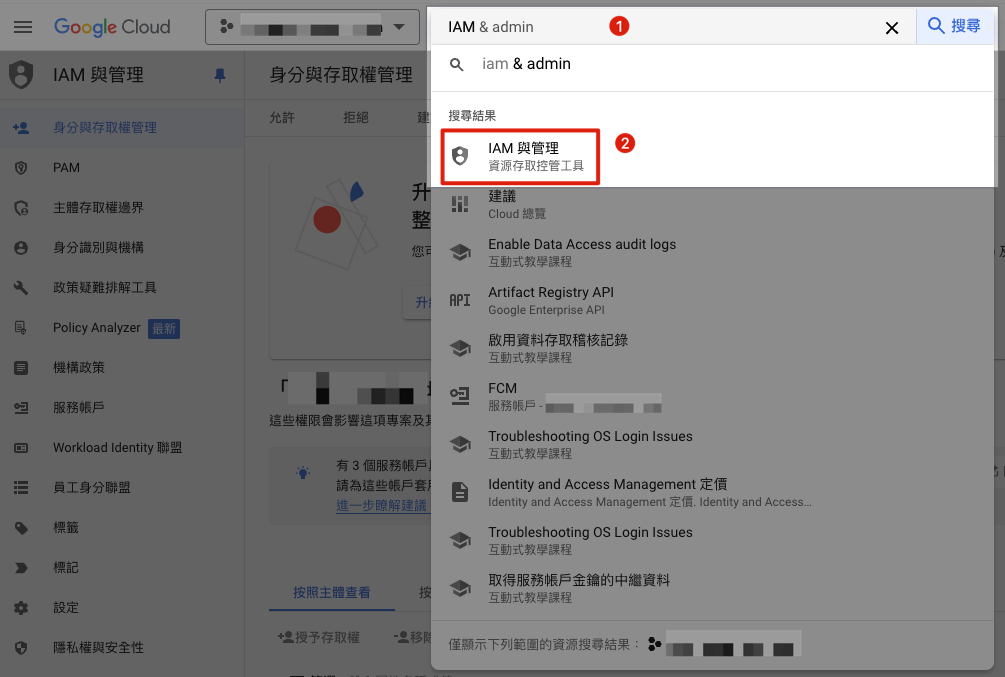 Google Cloud
IAM & admin
1
搜尋
iam & admin
搜尋結果
IAM 與管理
資源存取控管工具
2
建議
Cloud 總覽
Enable Data Access audit logs
互動式教學課程
Artifact Registry API
Google Enterprise API
啟用資料存取稽核記錄
互動式教學課程
FCM
服務帳戶 -
Troubleshooting OS Login Issues
互動式教學課程
Identity and Access Management 定價
Identity and Access Management 定價. Identity and Access...
Troubleshooting OS Login Issues
互動式教學課程
取得服務帳戶金鑰的中繼資料
互動式教學課程
僅顯示下列範圍的資源搜尋結果：
IAM 與管理
身分與存取權管理
PAM
主體存取權邊界
身分識別與機構
政策疑難排解工具
Policy Analyzer 最新
機構政策
服務帳戶
Workload Identity 聯盟
員工身分聯盟
標籤
標記
設定
隱私權與安全性
身分與存取權管理
允許 拒絕 建
升
整
您可
升級
「
這些權限會影響這項專案及其
有 3 個服務帳戶具
請為這些帳戶套用
進一步瞭解建議
按照主體查看 按
授予存取權 移除
API